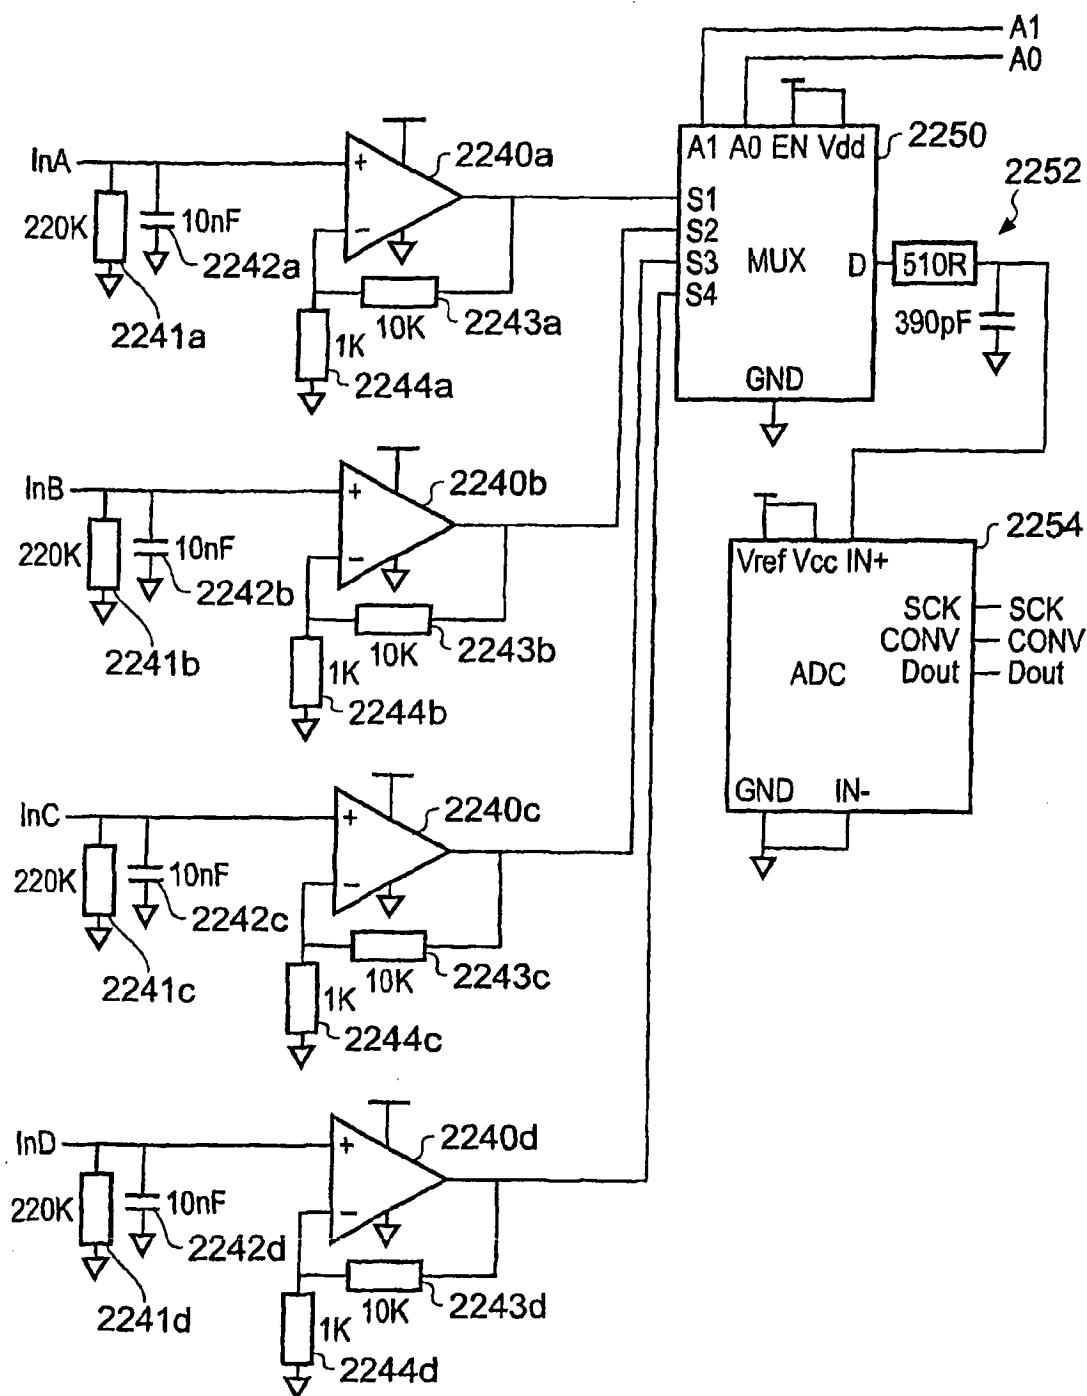 A1
A0
InA
220K
10nF
2242a
2241a
+
−
2240a
10K
2243a
1K
2244a
A1 A0 EN Vdd
S1
S2
S3
S4
MUX
D
GND
2250
2252
510R
390pF
InB
220K
10nF
2242b
2241b
+
−
2240b
10K
2243b
1K
2244b
2254
Vref Vcc IN+
SCK
CONV
Dout
ADC
GND IN-
SCK
CONV
Dout
InC
220K
10nF
2242c
2241c
+
−
2240c
10K
2243c
1K
2244c
InD
220K
10nF
2242d
2241d
+
−
2240d
10K
2243d
1K
2244d